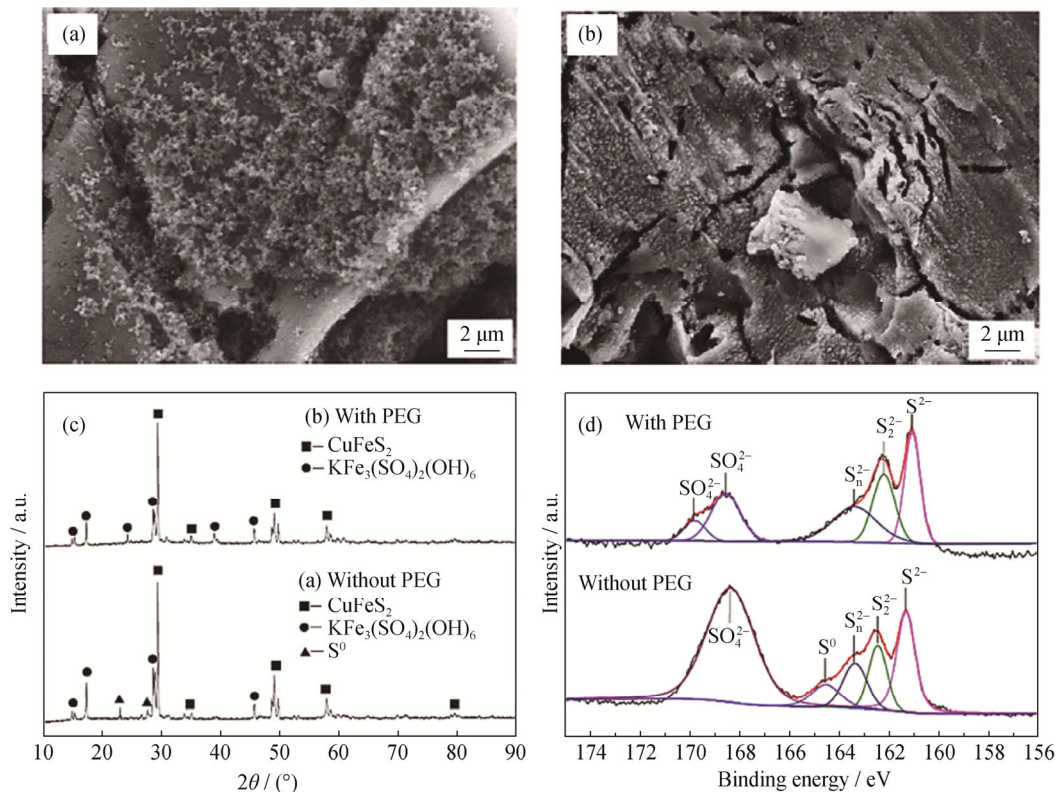 (a)
2 μm
(b)
2 μm
(c)
(b) With PEG
■–CuFeS₂
●–KFe₃(SO₄)₂(OH)₆
(a) Without PEG
■–CuFeS₂
●–KFe₃(SO₄)₂(OH)₆
▲–S⁰
Intensity / a.u.
10 20 30 40 50 60 70 80 90
2θ / (°)
(d)
With PEG
SO₄²⁻
SO₄²⁻
Sₙ²⁻
S₂²⁻
S²⁻
Without PEG
SO₄²⁻
S⁰
Sₙ²⁻
S₂²⁻
S²⁻
Intensity / a.u.
174 170 168 164 162 160 158 156
Binding energy / eV